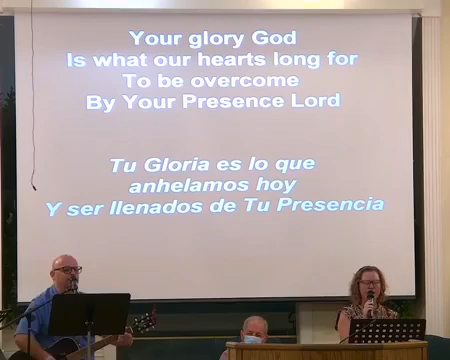 Your glory God
Is what our hearts long for
To be overcome
By Your Presence Lord
Tu Gloria es lo que
anhelamos hoy
Y ser llenados de Tu Presencia